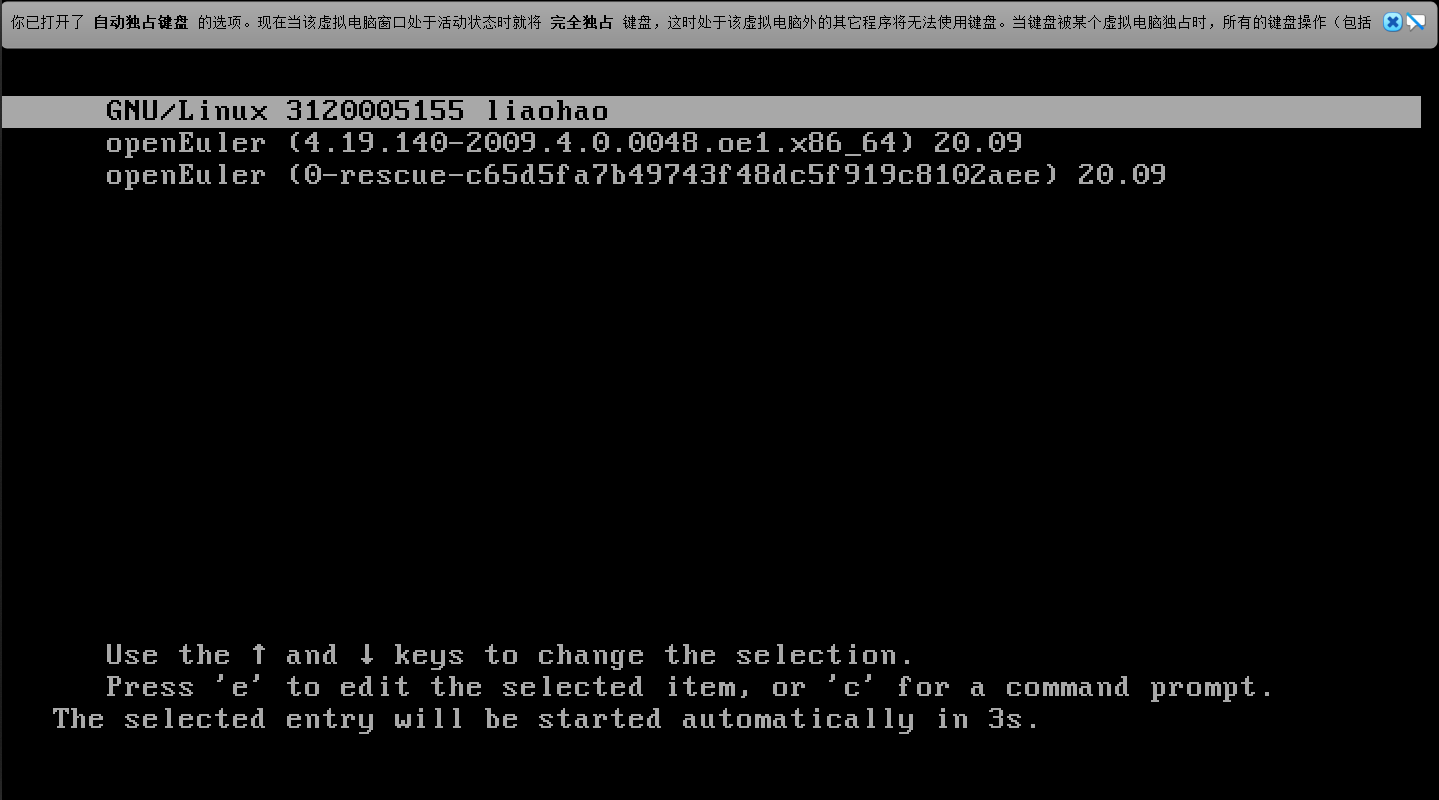 你已打开了 自动独占键盘 的选项。现在当该虚拟电脑窗口处于活动状态时就将 完全独占 键盘，这时处于该虚拟电脑外的其它程序将无法使用键盘。当键盘被某个虚拟电脑独占时，所有的键盘操作（包括
GNU/Linux 3120005155 liaohao
openEuler (4.19.140-2009.4.0.0048.oe1.x86_64) 20.09
openEuler (0-rescue-c65d5fa7b49743f48dc5f919c8102aee) 20.09
Use the ↑ and ↓ keys to change the selection.
Press 'e' to edit the selected item, or 'c' for a command prompt.
The selected entry will be started automatically in 3s.